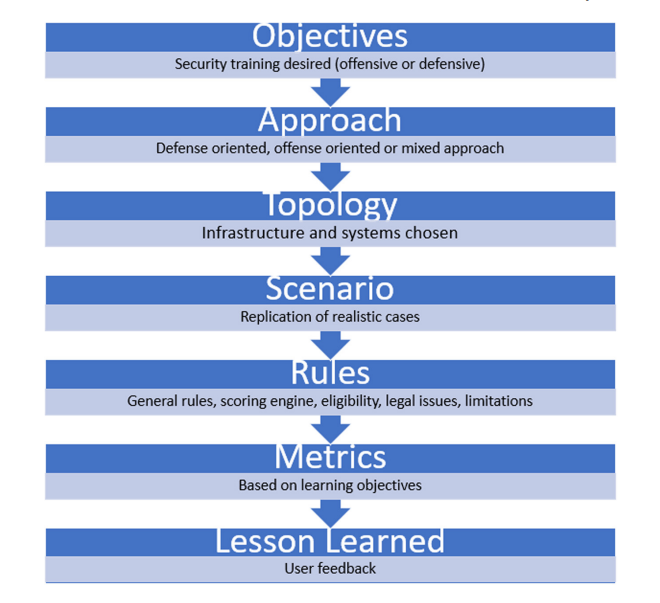 Objectives
Security training desired (offensive or defensive)
Approach
Defense oriented, offense oriented or mixed approach
Topology
Infrastructure and systems chosen
Scenario
Replication of realistic cases
Rules
General rules, scoring engine, eligibility, legal issues, limitations
Metrics
Based on learning objectives
Lesson Learned
User feedback